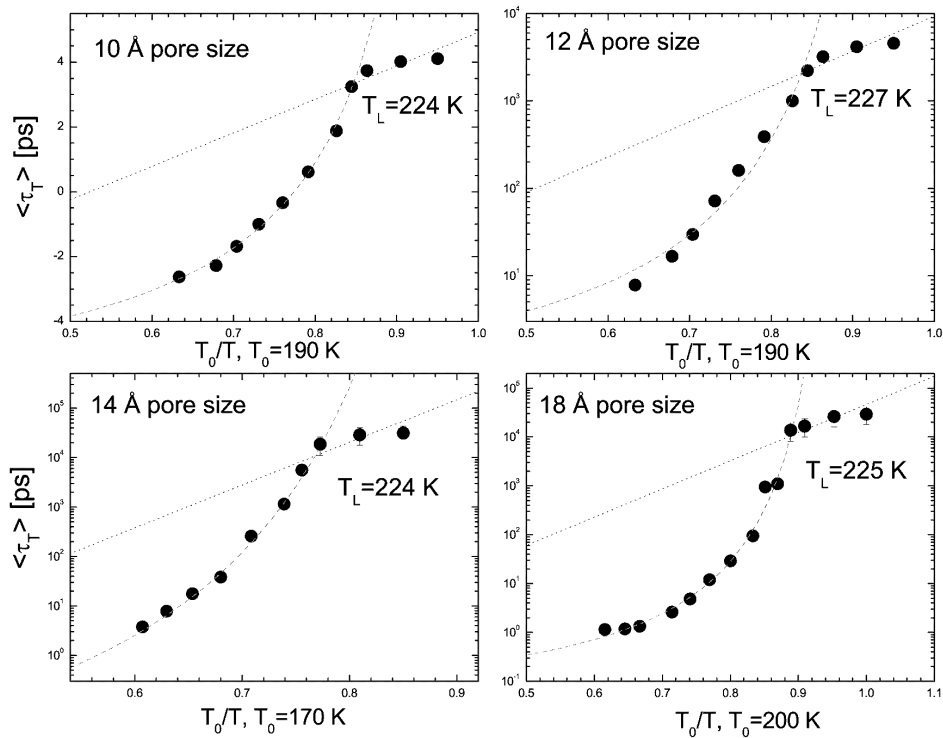 10 Å pore size
T_L=224 K
<τ_T> [ps]
4
2
0
-2
-4
0.5 0.6 0.7 0.8 0.9 1.0
T_0/T, T_0=190 K
12 Å pore size
T_L=227 K
10^4
10^3
10^2
10^1
0.5 0.6 0.7 0.8 0.9 1.0
T_0/T, T_0=190 K
14 Å pore size
T_L=224 K
<τ_T> [ps]
10^5
10^4
10^3
10^2
10^1
10^0
0.6 0.7 0.8 0.9
T_0/T, T_0=170 K
18 Å pore size
T_L=225 K
10^5
10^4
10^3
10^2
10^1
10^0
10^-1
0.5 0.6 0.7 0.8 0.9 1.0 1.1
T_0/T, T_0=200 K